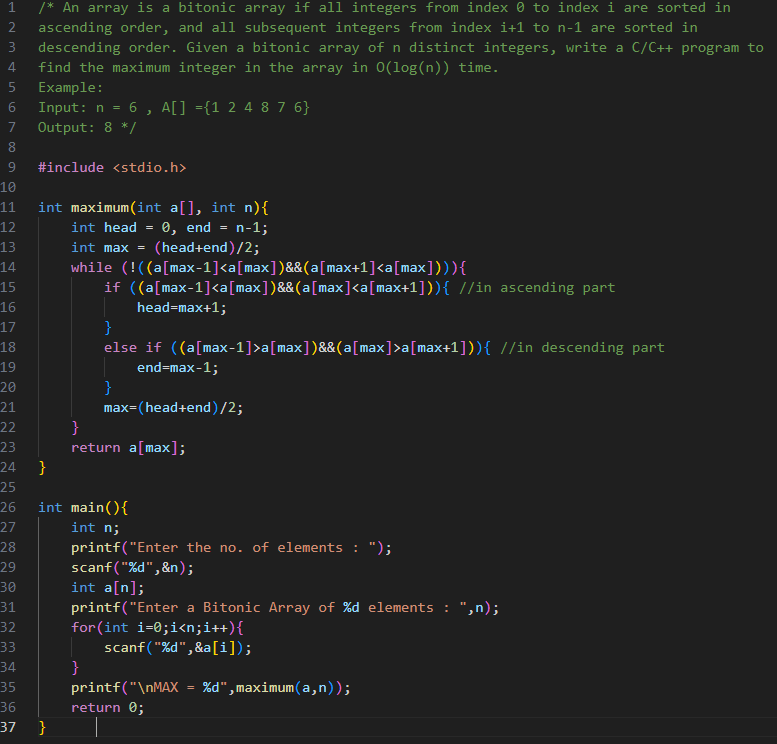 1 /* An array is a bitonic array if all integers from index 0 to index i are sorted in
2 ascending order, and all subsequent integers from index i+1 to n-1 are sorted in
3 descending order. Given a bitonic array of n distinct integers, write a C/C++ program to
4 find the maximum integer in the array in O(log(n)) time.
5 Example:
6 Input: n = 6 , A[] ={1 2 4 8 7 6}
7 Output: 8 */
8
9 #include <stdio.h>
10
11 int maximum(int a[], int n){
12     int head = 0, end = n-1;
13     int max = (head+end)/2;
14     while (!((a[max-1]<a[max])&&(a[max+1]<a[max]))){
15         if ((a[max-1]<a[max])&&(a[max]<a[max+1])){ //in ascending part
16             head=max+1;
17         }
18         else if ((a[max-1]>a[max])&&(a[max]>a[max+1])){ //in descending part
19             end=max-1;
20         }
21         max=(head+end)/2;
22     }
23     return a[max];
24 }
25
26 int main(){
27     int n;
28     printf("Enter the no. of elements : ");
29     scanf("%d",&n);
30     int a[n];
31     printf("Enter a Bitonic Array of %d elements : ",n);
32     for(int i=0;i<n;i++){
33         scanf("%d",&a[i]);
34     }
35     printf("\nMAX = %d",maximum(a,n));
36     return 0;
37 }